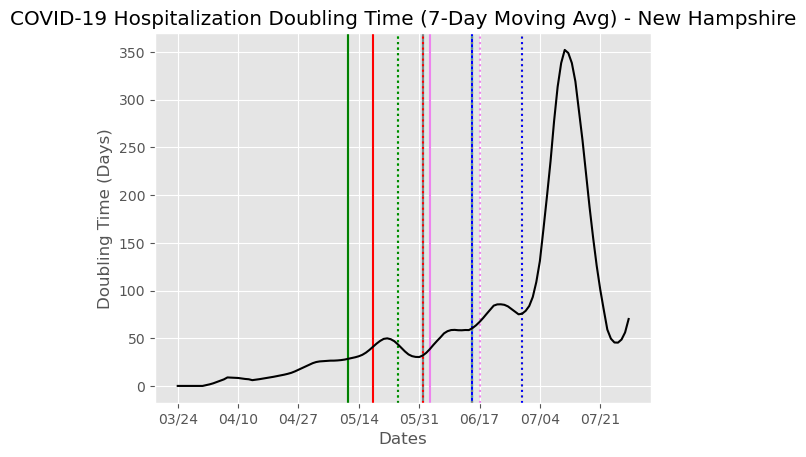 COVID-19 Hospitalization Doubling Time (7-Day Moving Avg) - New Hampshire
350
300
250
200
150
100
50
0
Doubling Time (Days)
03/24 04/10 04/27 05/14 05/31 06/17 07/04 07/21
Dates